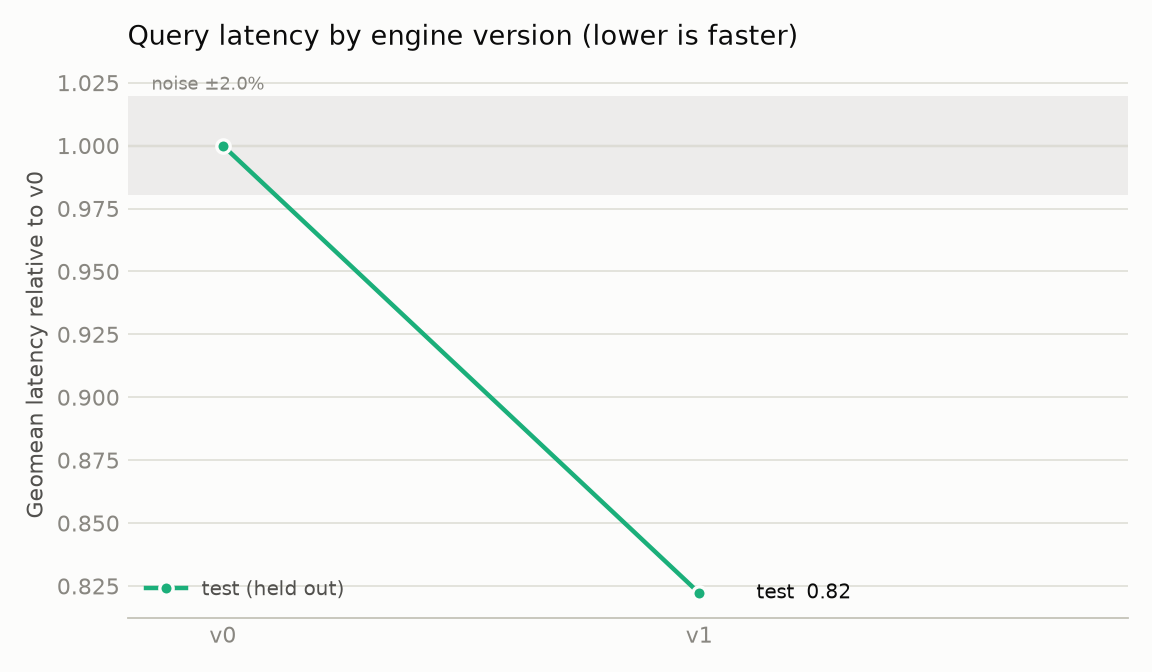 Query latency by engine version (lower is faster)
Geomean latency relative to v0
1.025
noise ±2.0%
1.000
0.975
0.950
0.925
0.900
0.875
0.850
0.825
test (held out)
test 0.82
v0
v1